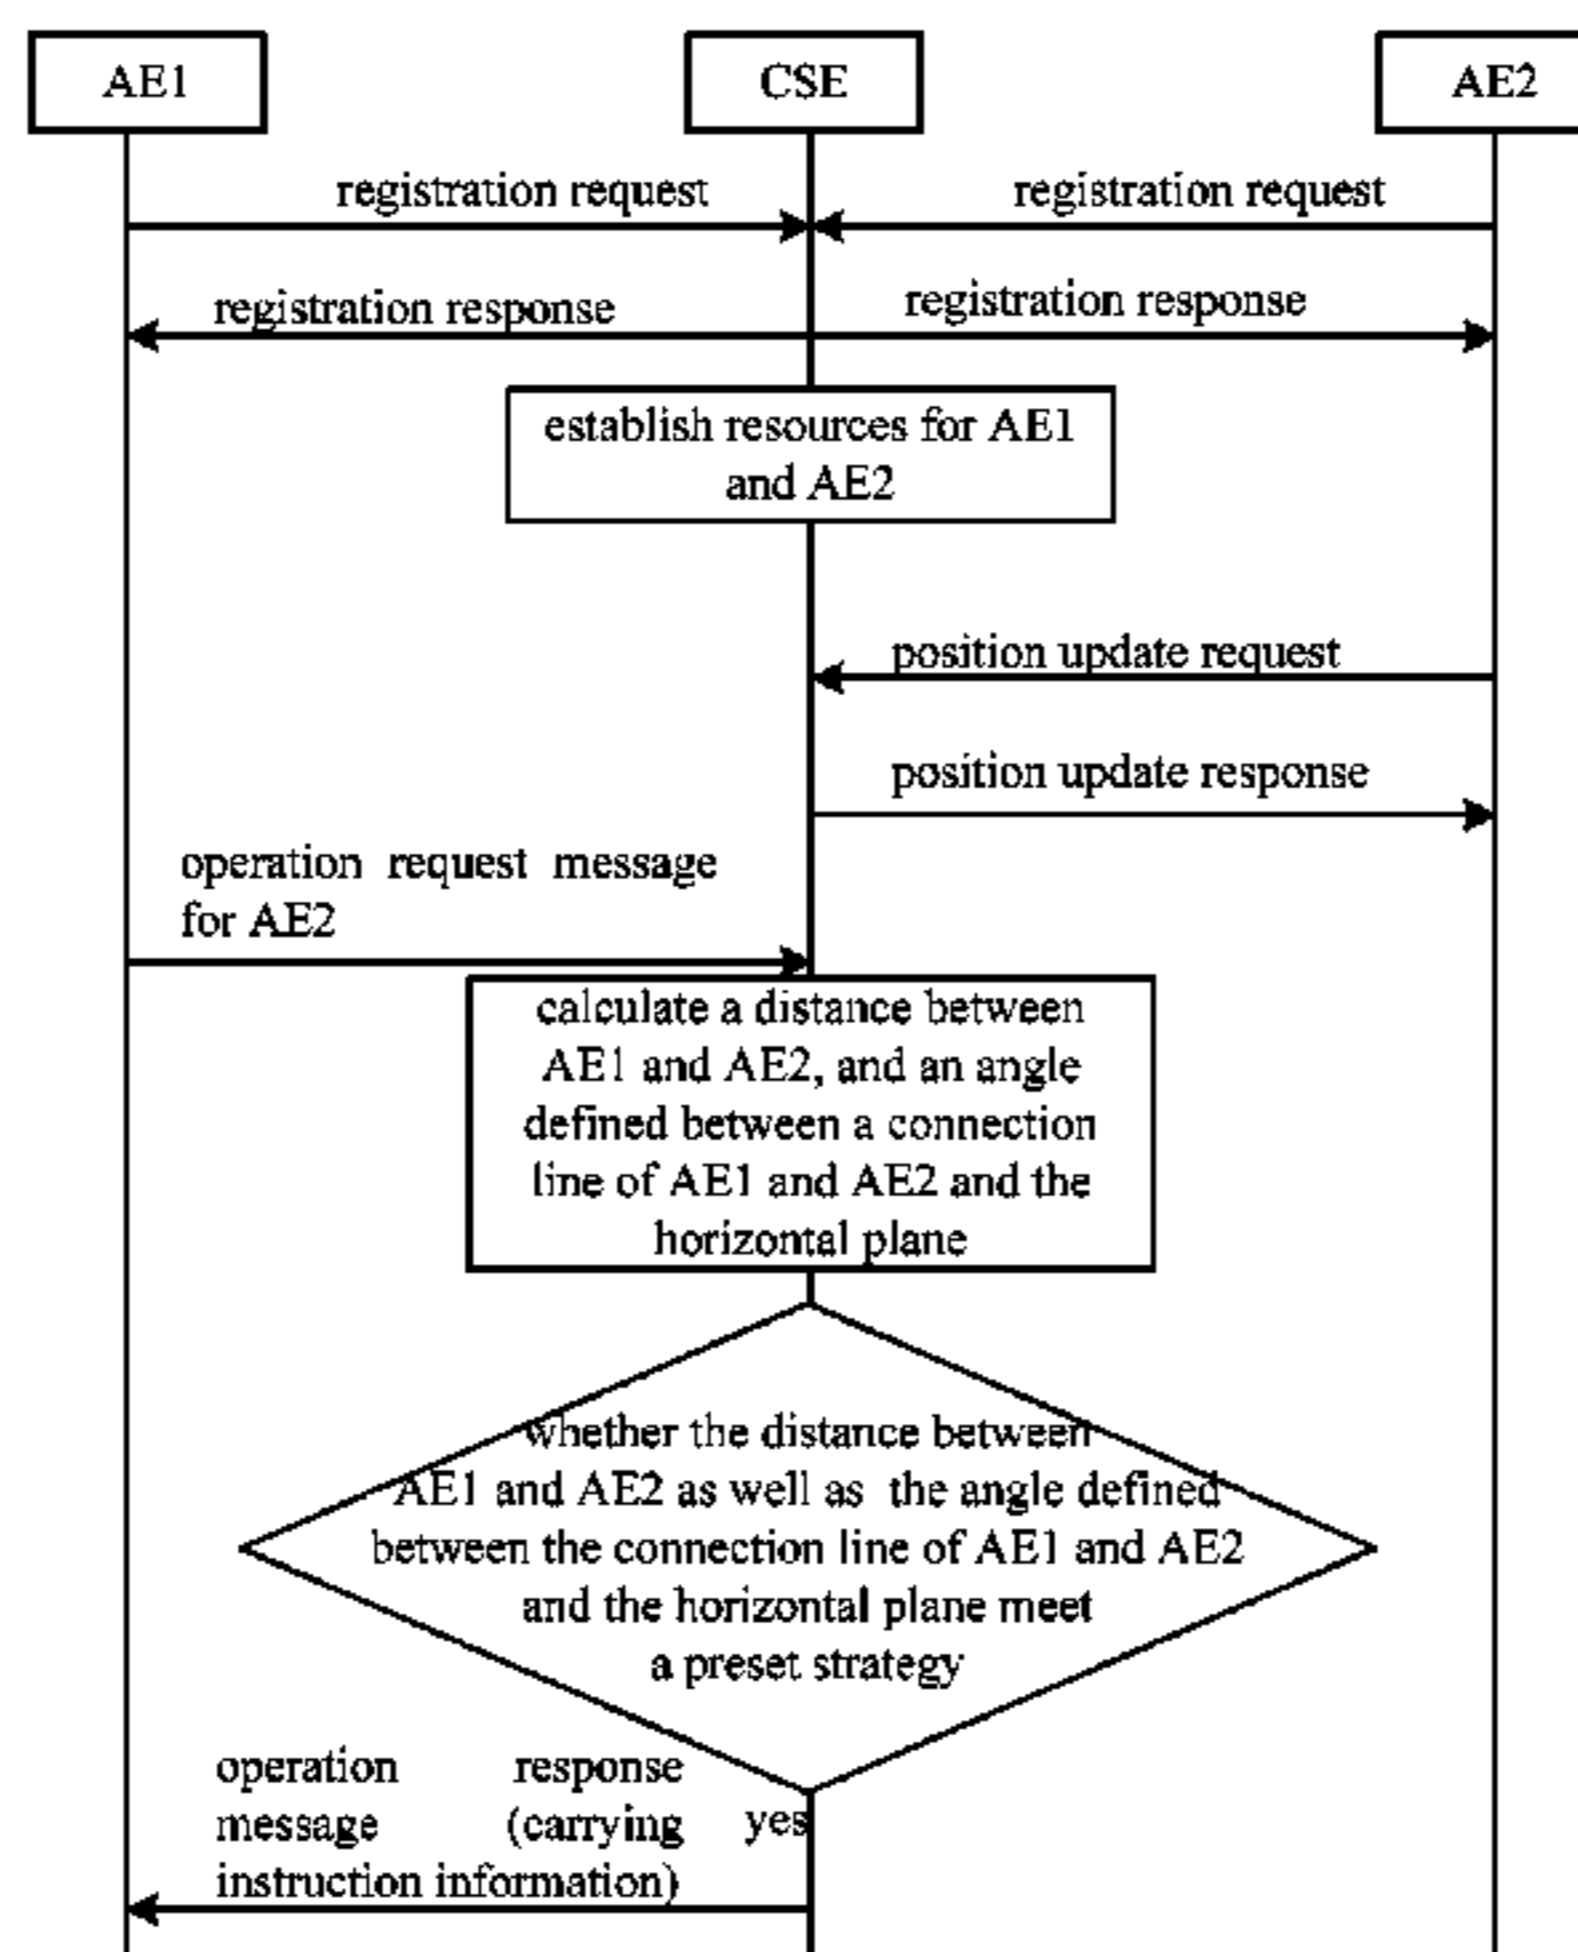 AE1
CSE
AE2
registration request
registration request
registration response
registration response
establish resources for AE1
and AE2
position update request
position update response
operation request message
for AE2
calculate a distance between
AE1 and AE2, and an angle
defined between a connection
line of AE1 and AE2 and the
horizontal plane
whether the distance between
AE1 and AE2 as well as the angle defined
between the connection line of AE1 and AE2
and the horizontal plane meet
a preset strategy
operation response
message (carrying
instruction information)
yes